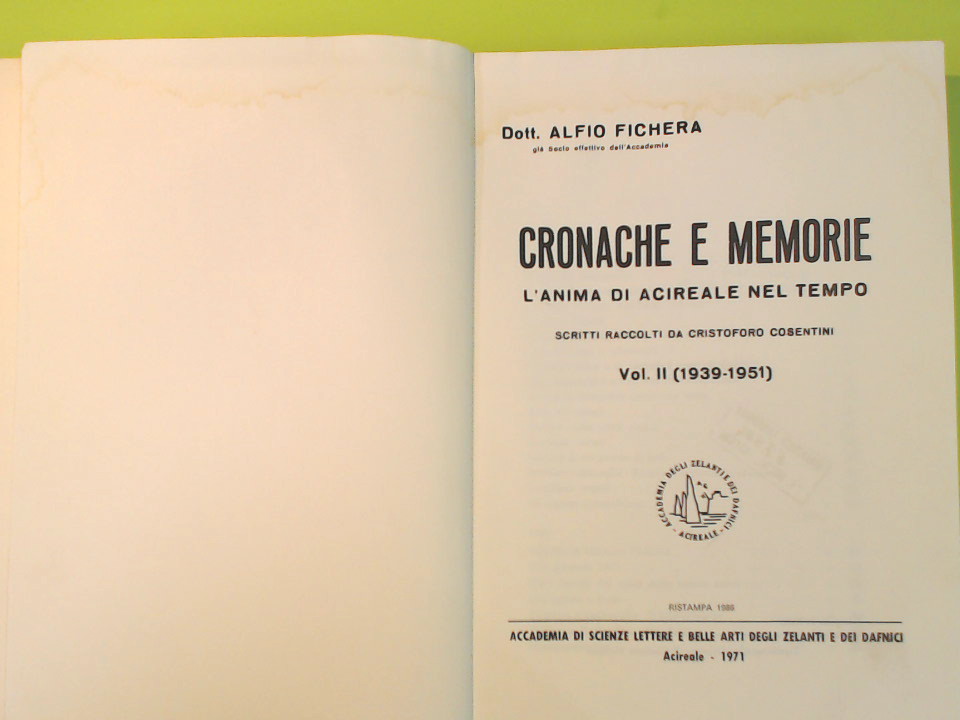 Dott. ALFIO FICHERA
già Socio effettivo dell'Accademia
CRONACHE E MEMORIE
L'ANIMA DI ACIREALE NEL TEMPO
SCRITTI RACCOLTI DA CRISTOFORO COSENTINI
Vol. II (1939-1951)
ACCADEMIA DEGLI ZELANTI E DEI DAFNICI
- ACIREALE -
RISTAMPA 1986
ACCADEMIA DI SCIENZE LETTERE E BELLE ARTI DEGLI ZELANTI E DEI DAFNICI
Acireale - 1971